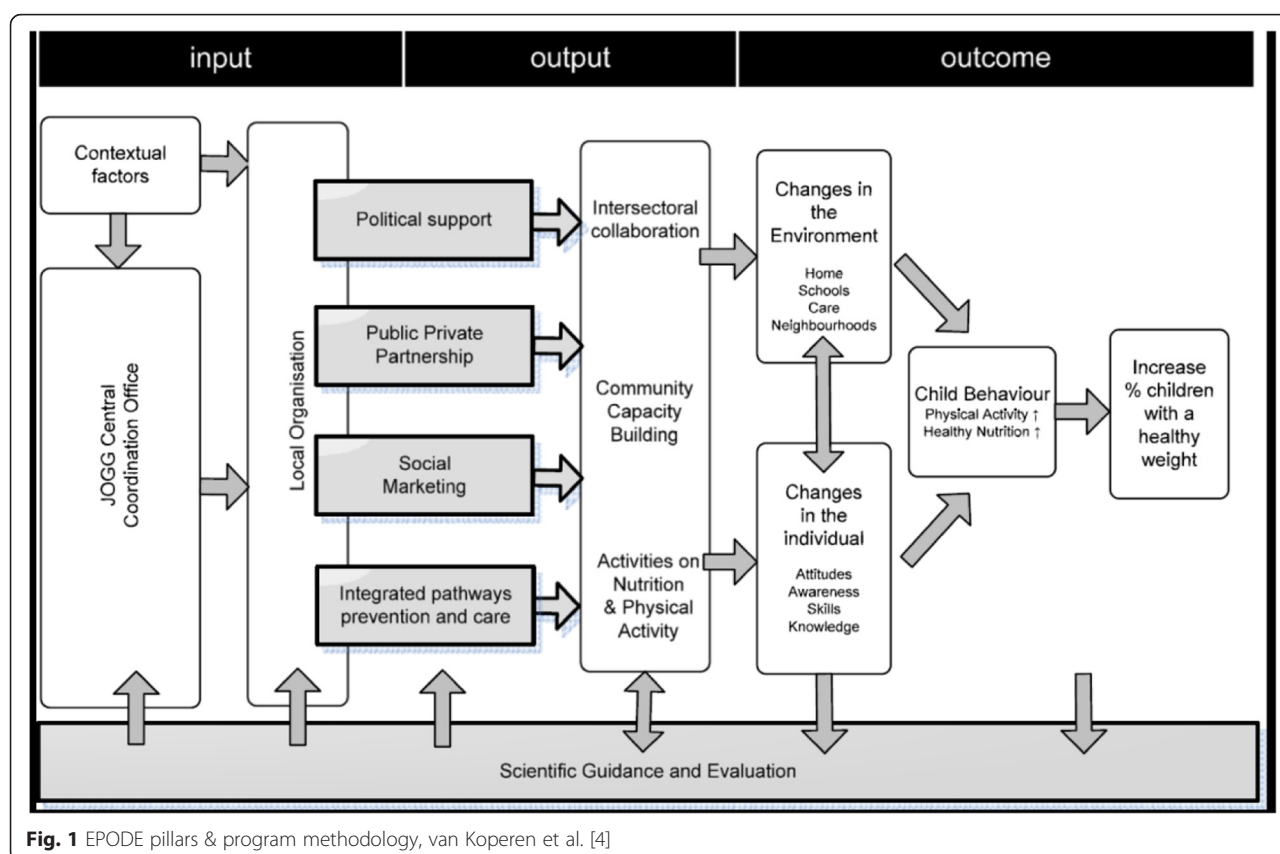 input
output
outcome
Contextual
factors
JOGG Central
Coordination Office
Local Organisation
Political support
Public Private
Partnership
Social
Marketing
Integrated pathways
prevention and care
Intersectoral
collaboration
Community
Capacity
Building
Activities on
Nutrition
& Physical
Activity
Changes in
the
Environment
Home
Schools
Care
Neighbourhoods
Changes
in the
individual
Attitudes
Awareness
Skills
Knowledge
Child Behaviour
Physical Activity ↑
Healthy Nutrition ↑
Increase
% children
with a
healthy
weight
Scientific Guidance and Evaluation
Fig. 1 EPODE pillars & program methodology, van Koperen et al. [4]